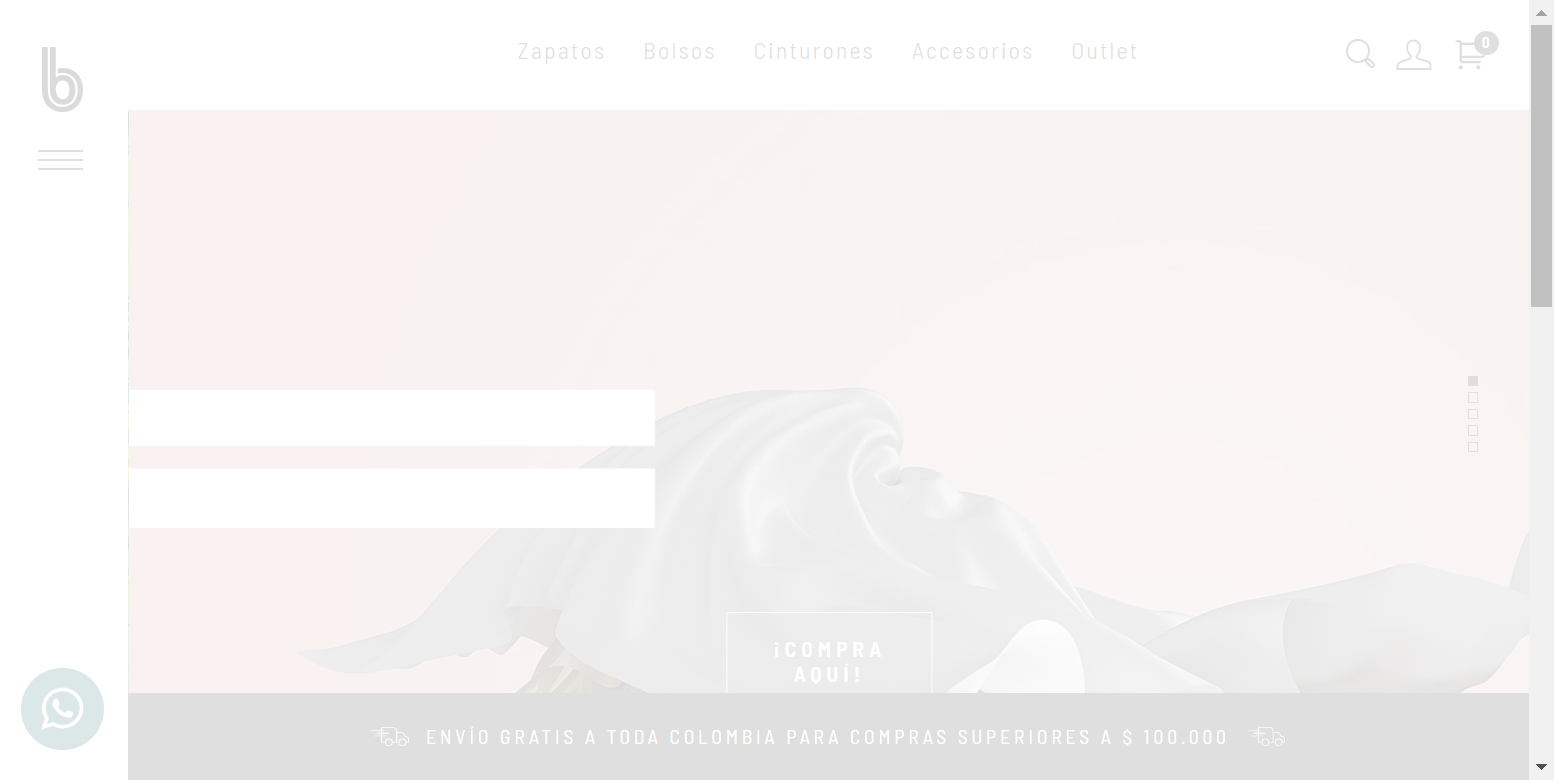 b
Zapatos Bolsos Cinturones Accesorios Outlet
0
¡COMPRA
AQUÍ!
ENVÍO GRATIS A TODA COLOMBIA PARA COMPRAS SUPERIORES A $ 100.000